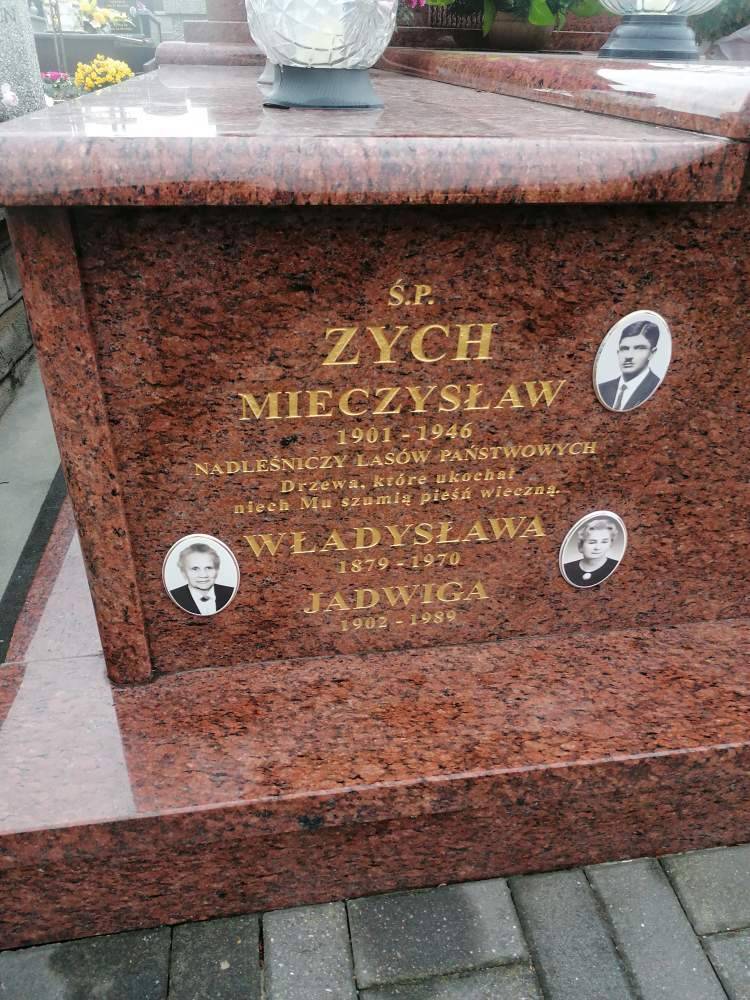 Ś.P.
ZYCH
MIECZYSŁAW
1901 - 1946
NADLEŚNICZY LASÓW PAŃSTWOWYCH
Drzewa, które ukochał
niech Mu szumią pieśń wieczną.
WŁADYSŁAWA
1879 - 1970
JADWIGA
1902 - 1989